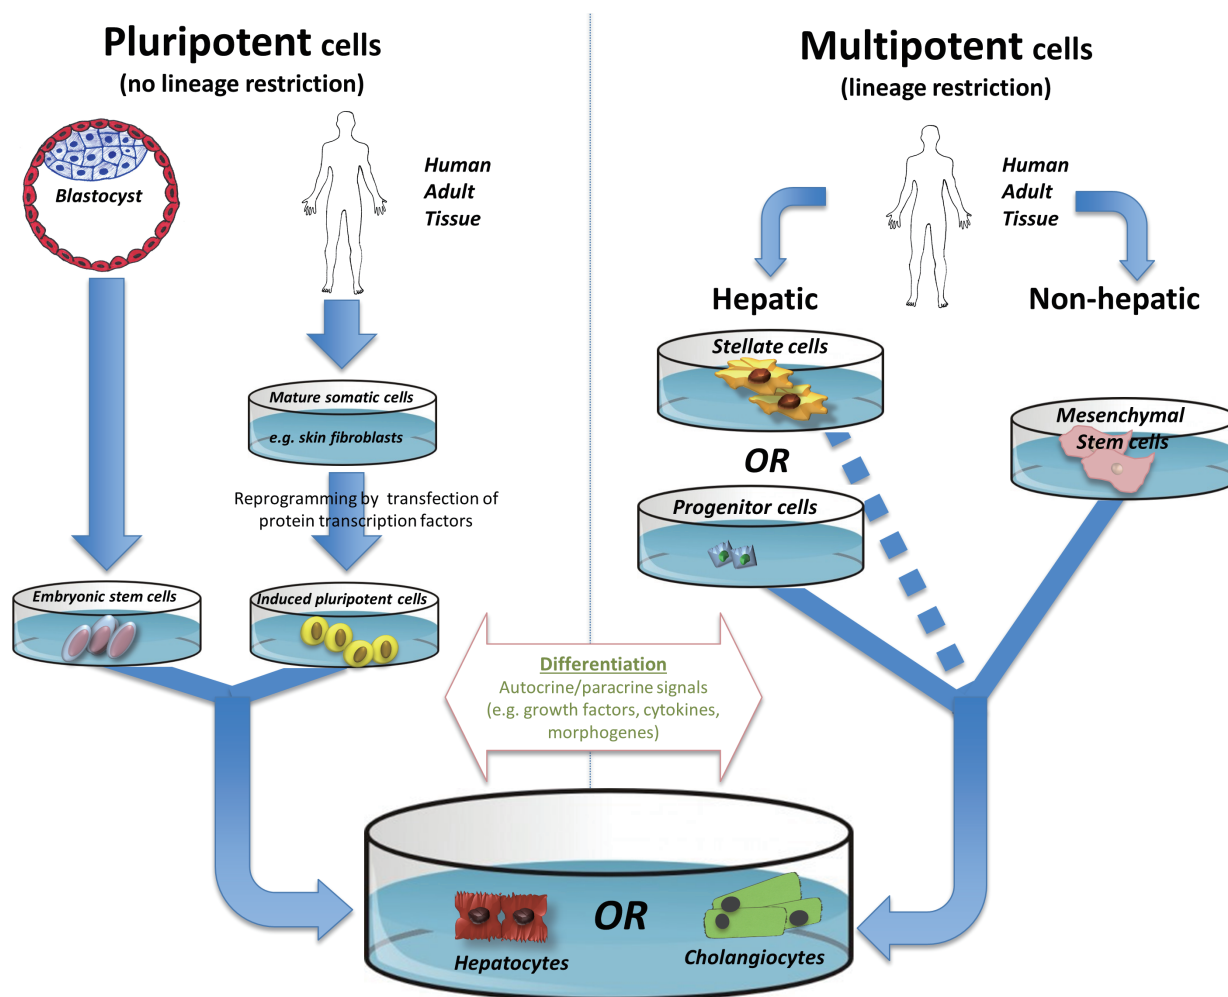 Pluripotent cells
(no lineage restriction)
Blastocyst
Human
Adult
Tissue
Mature somatic cells
e.g. skin fibroblasts
Reprogramming by transfection of
protein transcription factors
Embryonic stem cells
Induced pluripotent cells
Multipotent cells
(lineage restriction)
Human
Adult
Tissue
Hepatic
Non-hepatic
Stellate cells
OR
Progenitor cells
Mesenchymal
Stem cells
Differentiation
Autocrine/paracrine signals
(e.g. growth factors, cytokines,
morphogenes)
Hepatocytes
OR
Cholangiocytes